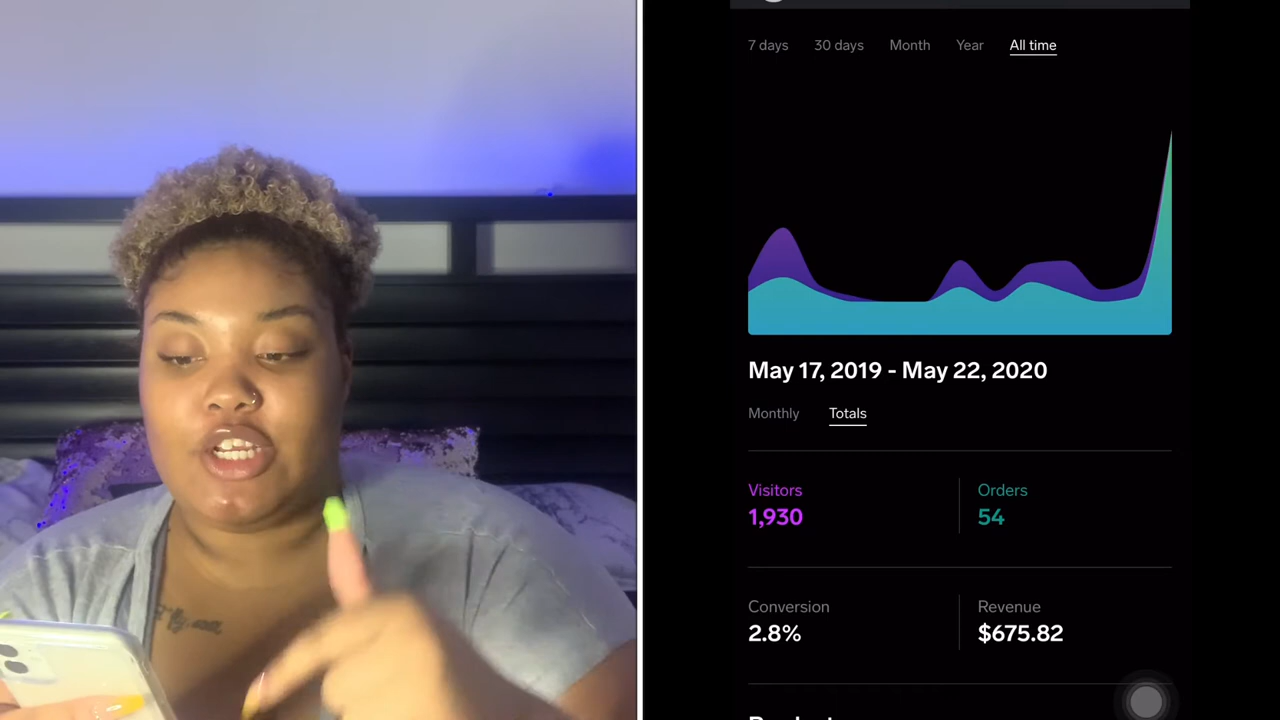 7 days 30 days Month Year All time
May 17, 2019 - May 22, 2020
Monthly Totals
Visitors Orders
1,930 54
Conversion Revenue
2.8% $675.82